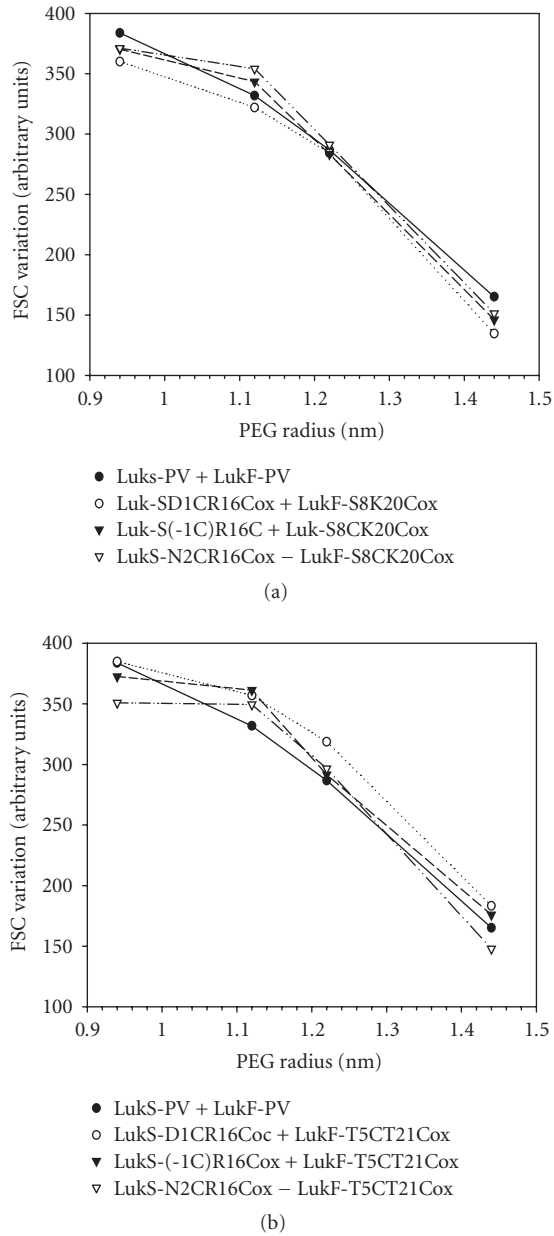 400
350
300
250
200
150
100
FSC variation (arbitrary units)
0.9 1 1.1 1.2 1.3 1.4 1.5
PEG radius (nm)
Luks-PV + LukF-PV
Luk-SD1CR16Cox + LukF-S8K20Cox
Luk-S(-1C)R16C + Luk-S8CK20Cox
LukS-N2CR16Cox − LukF-S8CK20Cox
(a)
400
350
300
250
200
150
100
FSC variation (arbitrary units)
0.9 1 1.1 1.2 1.3 1.4 1.5
PEG radius (nm)
LukS-PV + LukF-PV
LukS-D1CR16Coc + LukF-T5CT21Cox
LukS-(-1C)R16Cox + LukF-T5CT21Cox
LukS-N2CR16Cox − LukF-T5CT21Cox
(b)